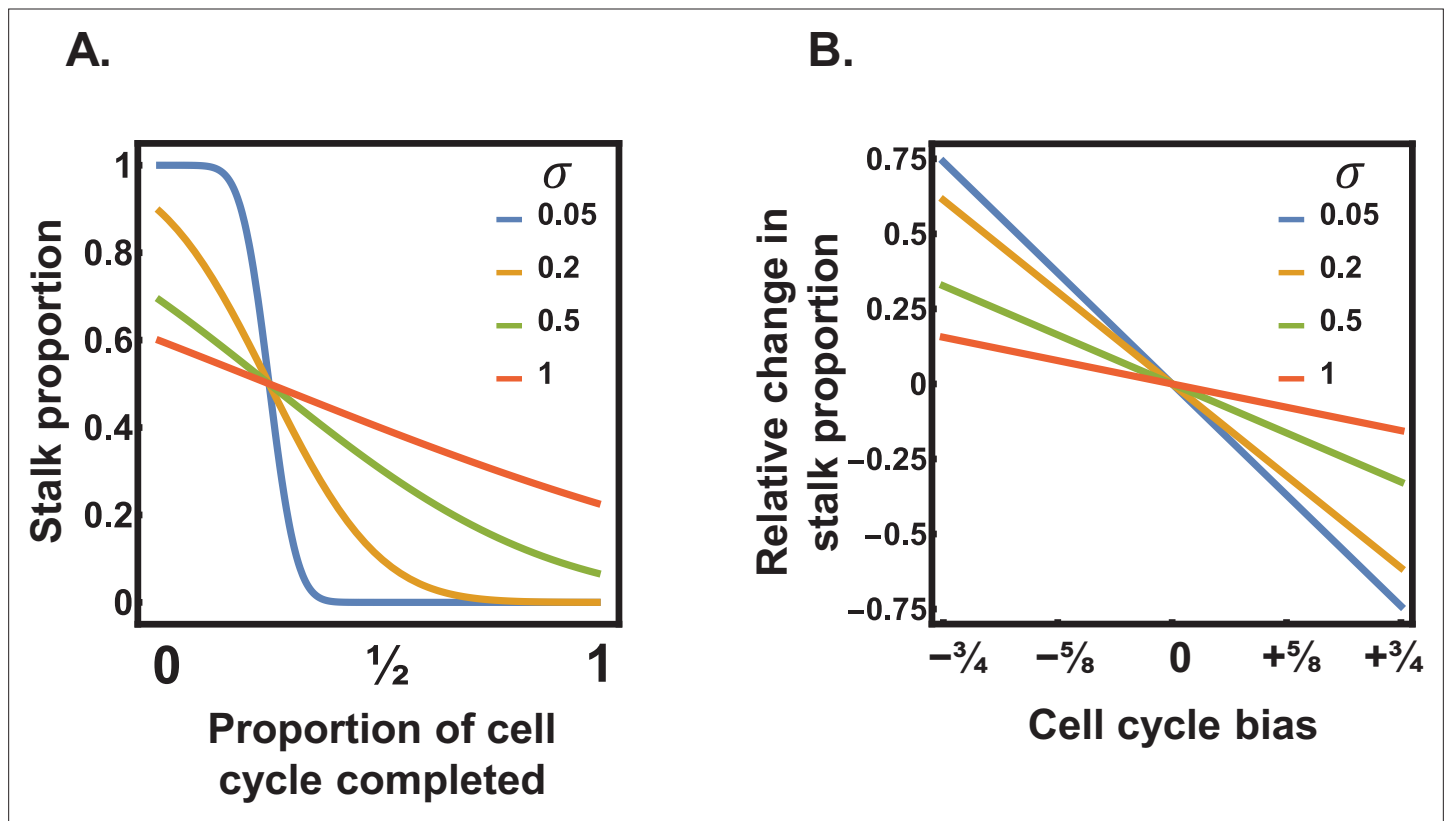 A.
Stalk proportion
1
0.8
0.6
0.4
0.2
0
σ
0.05
0.2
0.5
1
0
½
1
Proportion of cell
cycle completed
B.
Relative change in
stalk proportion
0.75
0.5
0.25
0
−0.25
−0.5
−0.75
σ
0.05
0.2
0.5
1
−¾
−⅝
0
+⅝
+¾
Cell cycle bias